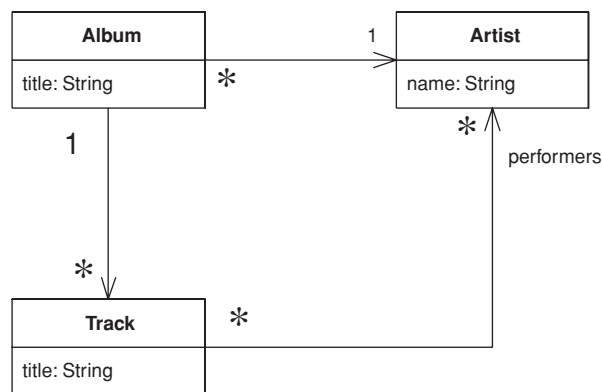 Album
title: String
1
Artist
name: String
*
*
1
performers
*
Track
title: String
*